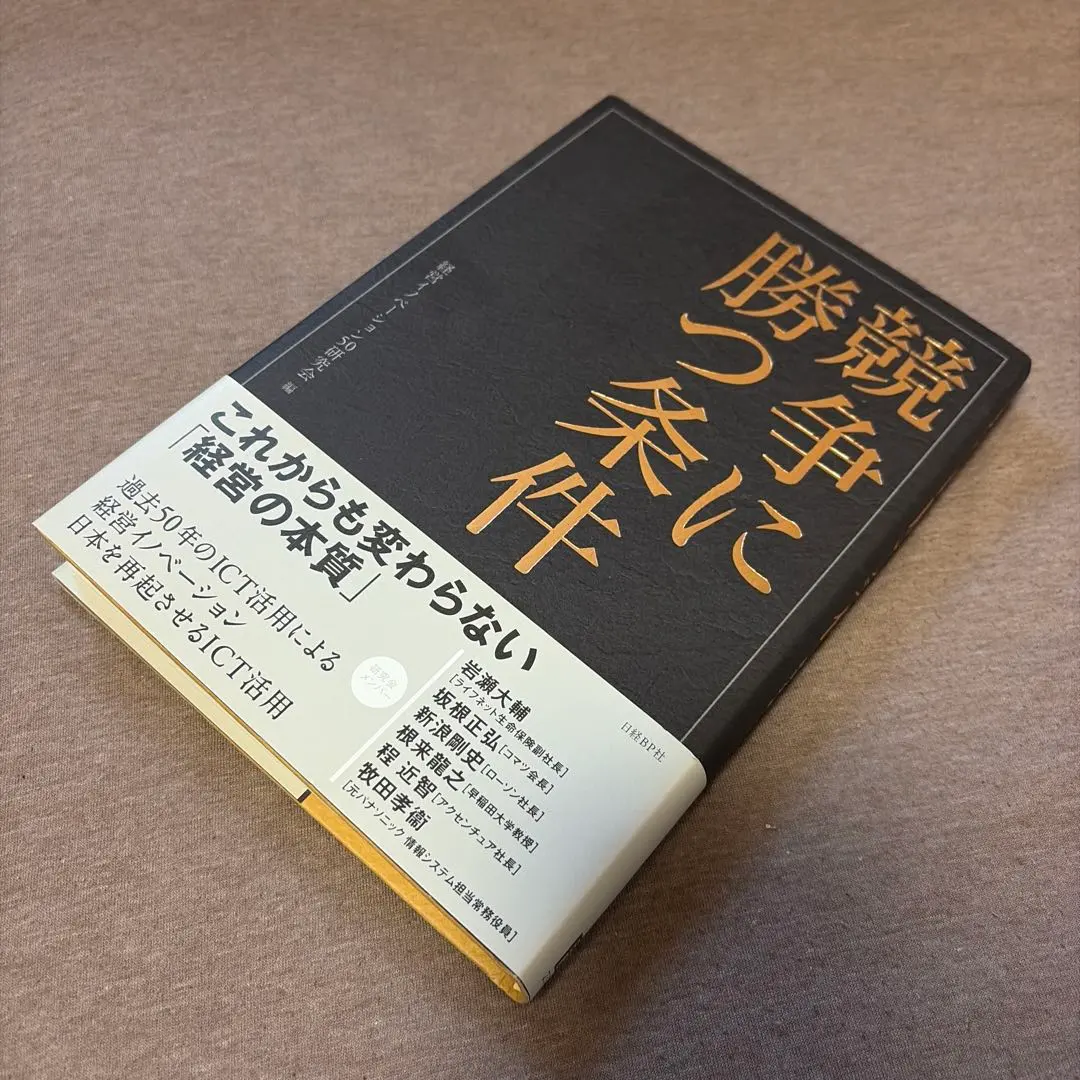 競争に
勝つ条件
経営イノベーション50研究会 編
これからも変わらない
「経営の本質」
過去50年のICT活用による
経営イノベーション
日本を再起させるICT活用
研究会
メンバー
岩瀬大輔
[ライフネット生命保険副社長]
坂根正弘[コマツ会長]
新浪剛史[ローソン社長]
根来龍之[早稲田大学教授]
程 近智[アクセンチュア社長]
牧田孝衞
[元パナソニック 情報システム担当常務役員]
日経BP社